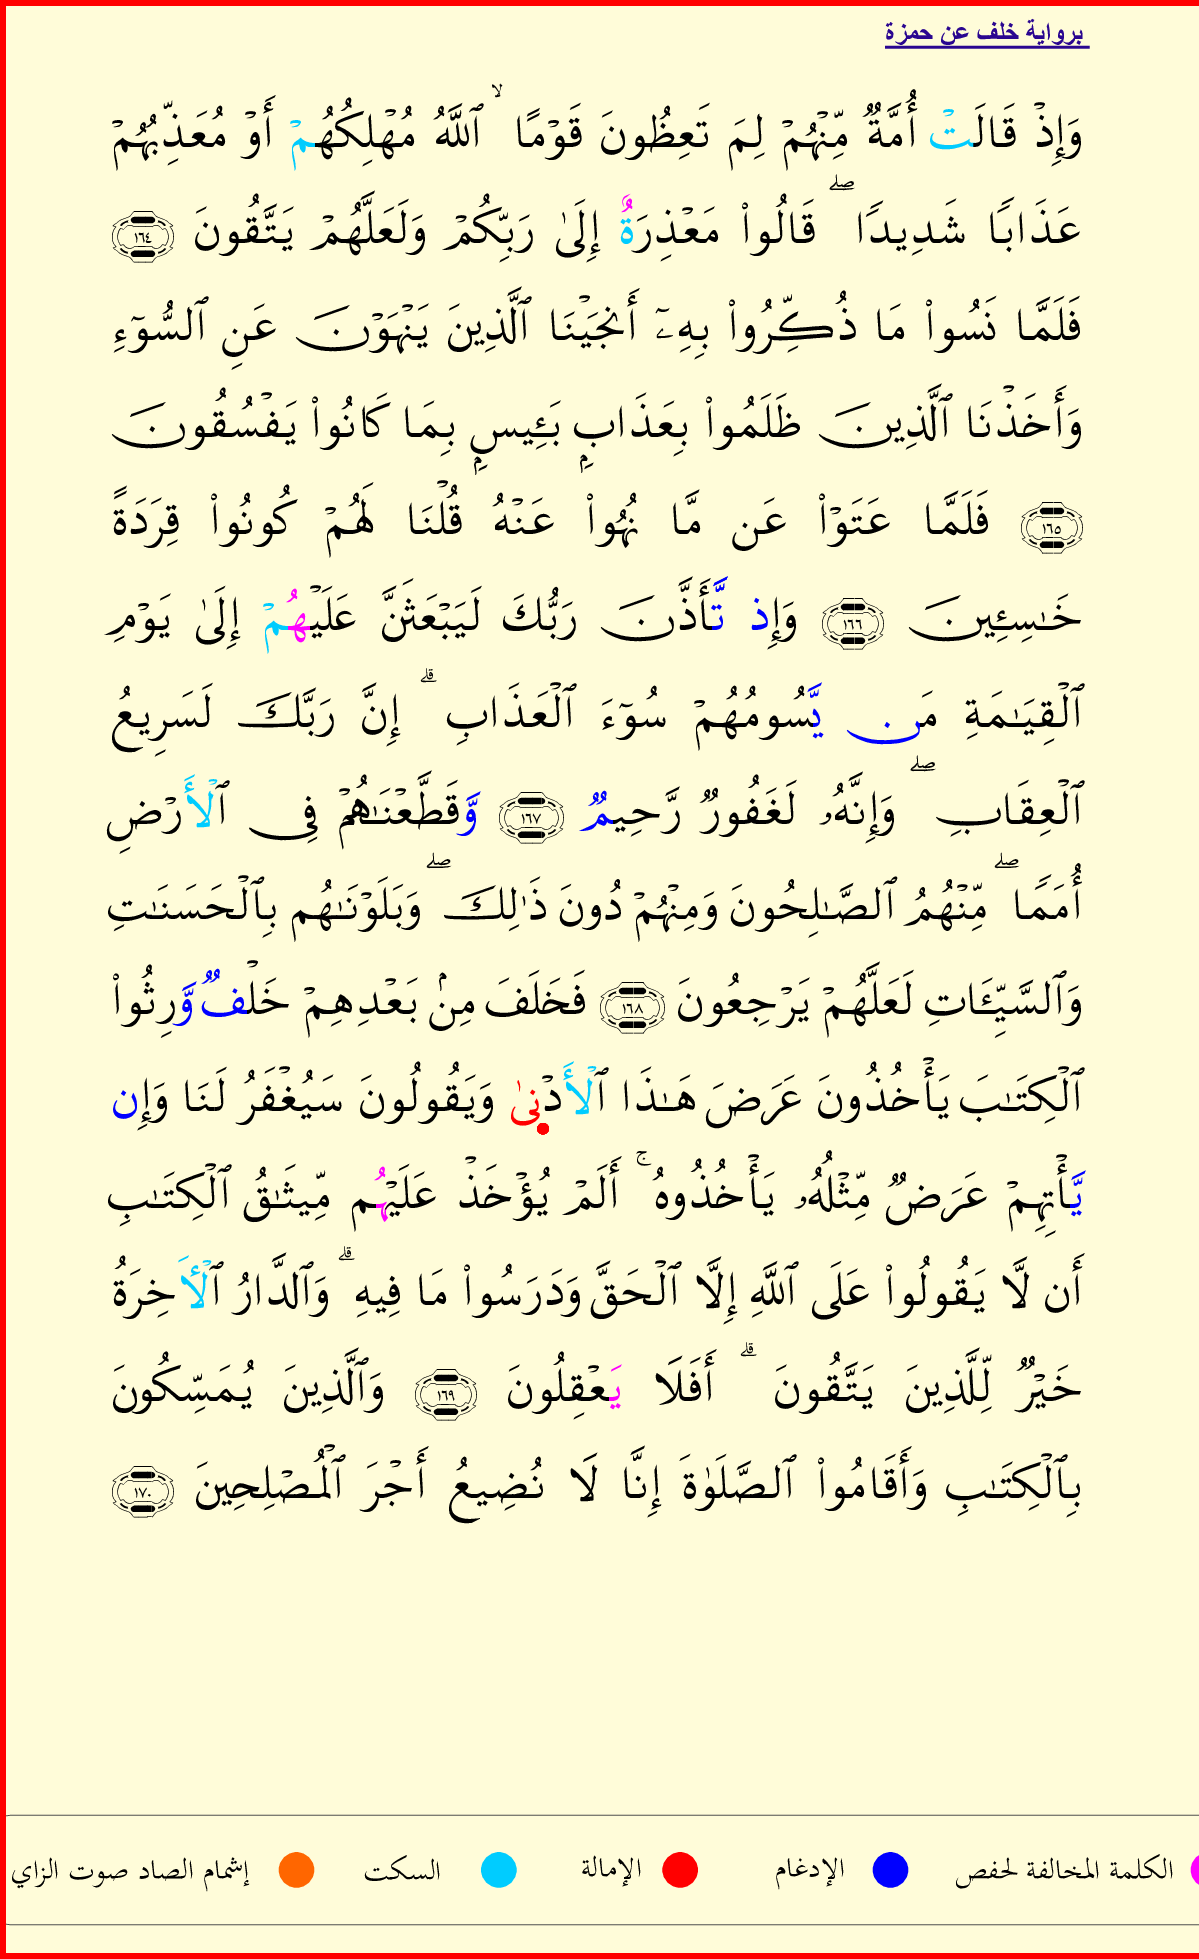 برواية خلف عن حمزة
وَإِذۡ قَالَتۡ أُمَّةٌ مِّنۡهُمۡ لِمَ تَعِظُونَ قَوۡمًا ۙ ٱللَّهُ مُهۡلِكُهُمۡ أَوۡ مُعَذِّبُهُمۡ
عَذَابًا شَدِيدًا ۖ قَالُواْ مَعۡذِرَةٌ إِلَىٰ رَبِّكُمۡ وَلَعَلَّهُمۡ يَتَّقُونَ ١٦٤
فَلَمَّا نَسُواْ مَا ذُكِّرُواْ بِهِۦٓ أَنجَيۡنَا ٱلَّذِينَ يَنۡهَوۡنَ عَنِ ٱلسُّوٓءِ
وَأَخَذۡنَا ٱلَّذِينَ ظَلَمُواْ بِعَذَابِۭ بَـِٔيسِۭ بِمَا كَانُواْ يَفۡسُقُونَ
١٦٥ فَلَمَّا عَتَوۡاْ عَن مَّا نُهُواْ عَنۡهُ قُلۡنَا لَهُمۡ كُونُواْ قِرَدَةً
خَٰسِـِٔينَ ١٦٦ وَإِذ تَّأَذَّنَ رَبُّكَ لَيَبۡعَثَنَّ عَلَيۡهُمۡ إِلَىٰ يَوۡمِ
ٱلۡقِيَٰمَةِ مَن يَّسُومُهُمۡ سُوٓءَ ٱلۡعَذَابِ ۗ إِنَّ رَبَّكَ لَسَرِيعُ
ٱلۡعِقَابِ ۖ وَإِنَّهُۥ لَغَفُورٌ رَّحِيمٌ ١٦٧ وَّقَطَّعۡنَٰهُمۡ فِي ٱلۡأَرۡضِ
أُمَمًا ۖ مِّنۡهُمُ ٱلصَّٰلِحُونَ وَمِنۡهُمۡ دُونَ ذَٰلِكَ ۖ وَبَلَوۡنَٰهُم بِٱلۡحَسَنَٰتِ
وَٱلسَّيِّـَٔاتِ لَعَلَّهُمۡ يَرۡجِعُونَ ١٦٨ فَخَلَفَ مِنۢ بَعۡدِهِمۡ خَلۡفٌ وَّرِثُواْ
ٱلۡكِتَٰبَ يَأۡخُذُونَ عَرَضَ هَٰذَا ٱلۡأَدۡنىٰ وَيَقُولُونَ سَيُغۡفَرُ لَنَا وَإِن
يَّأۡتِهِمۡ عَرَضٌ مِّثۡلُهُۥ يَأۡخُذُوهُ ۚ أَلَمۡ يُؤۡخَذۡ عَلَيۡهُم مِّيثَٰقُ ٱلۡكِتَٰبِ
أَن لَّا يَقُولُواْ عَلَى ٱللَّهِ إِلَّا ٱلۡحَقَّ وَدَرَسُواْ مَا فِيهِ ۗ وَٱلدَّارُ ٱلۡأٓخِرَةُ
خَيۡرٌ لِّلَّذِينَ يَتَّقُونَ ۗ أَفَلَا يَعۡقِلُونَ ١٦٩ وَٱلَّذِينَ يُمَسِّكُونَ
بِٱلۡكِتَٰبِ وَأَقَامُواْ ٱلصَّلَوٰةَ إِنَّا لَا نُضِيعُ أَجۡرَ ٱلۡمُصۡلِحِينَ ١٧٠
الكلمة المخالفة لحفص الإدغام الإمالة السكت إشمام الصاد صوت الزاي